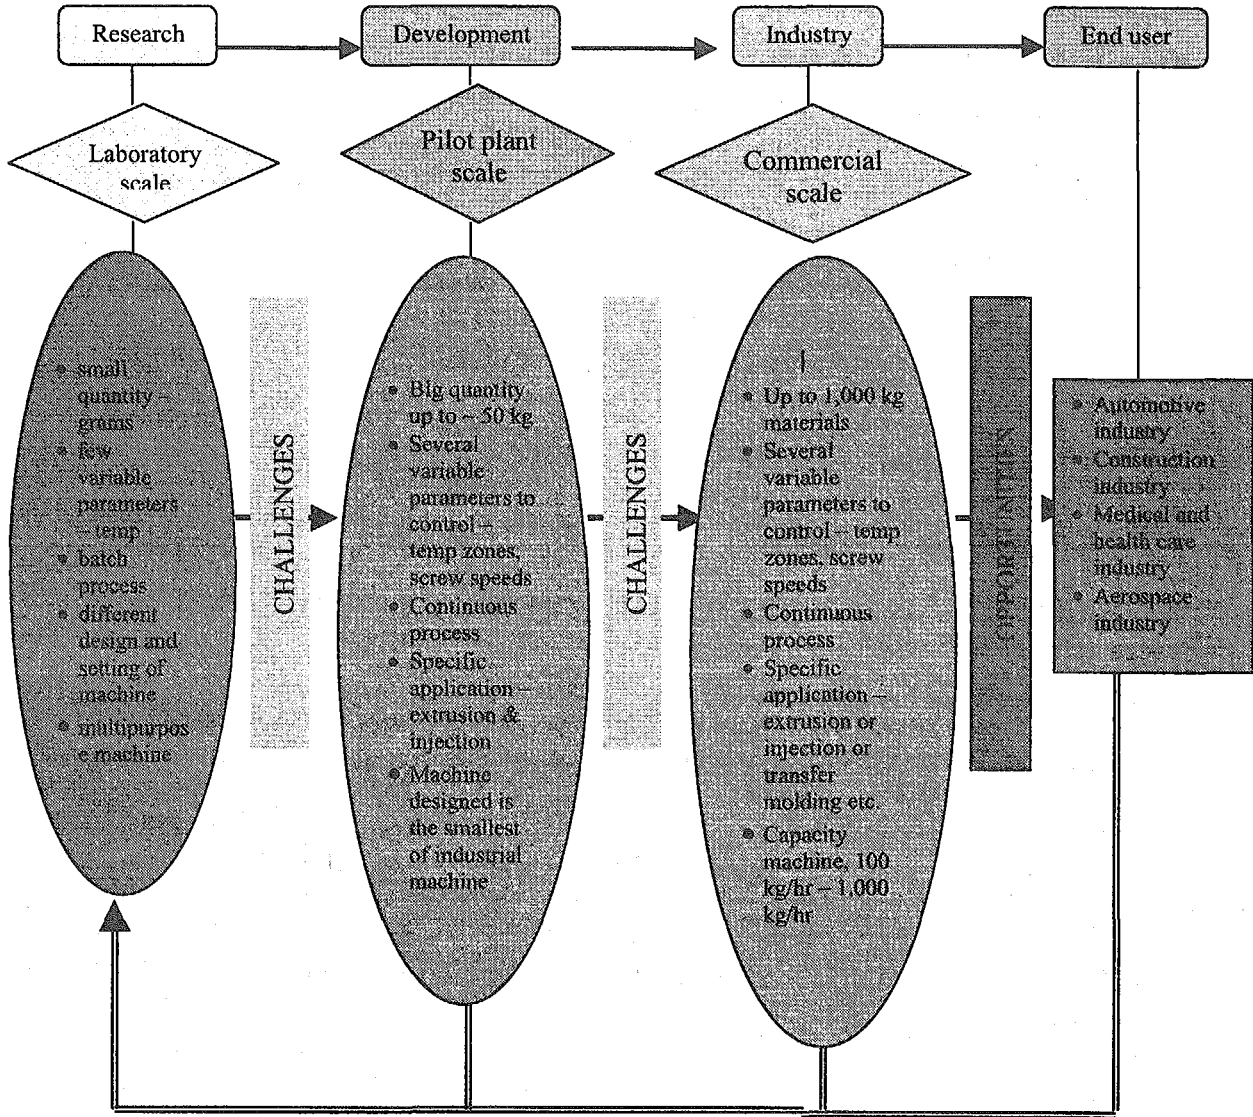 Research
Development
Industry
End user
Laboratory
scale
Pilot plant
scale
Commercial
scale
• small
quantity –
grams
• few
variable
parameters
– temp
• batch
process
• different
design and
setting of
machine
• multipurpos
e machine
CHALLENGES
• Big quantity
up to ~ 50 kg
• Several
variable
parameters to
control –
temp zones,
screw speeds
• Continuous
process
• Specific
application –
extrusion &
injection
• Machine
designed is
the smallest
of industrial
machine
CHALLENGES
• Up to 1,000 kg
materials
• Several
variable
parameters to
control – temp
zones, screw
speeds
• Continuous
process
• Specific
application –
extrusion or
injection or
transfer
molding etc.
• Capacity
machine, 100
kg/hr – 1,000
kg/hr
OPPORTUNITIES
• Automotive
industry
• Construction
industry
• Medical and
health care
industry
• Aerospace
industry